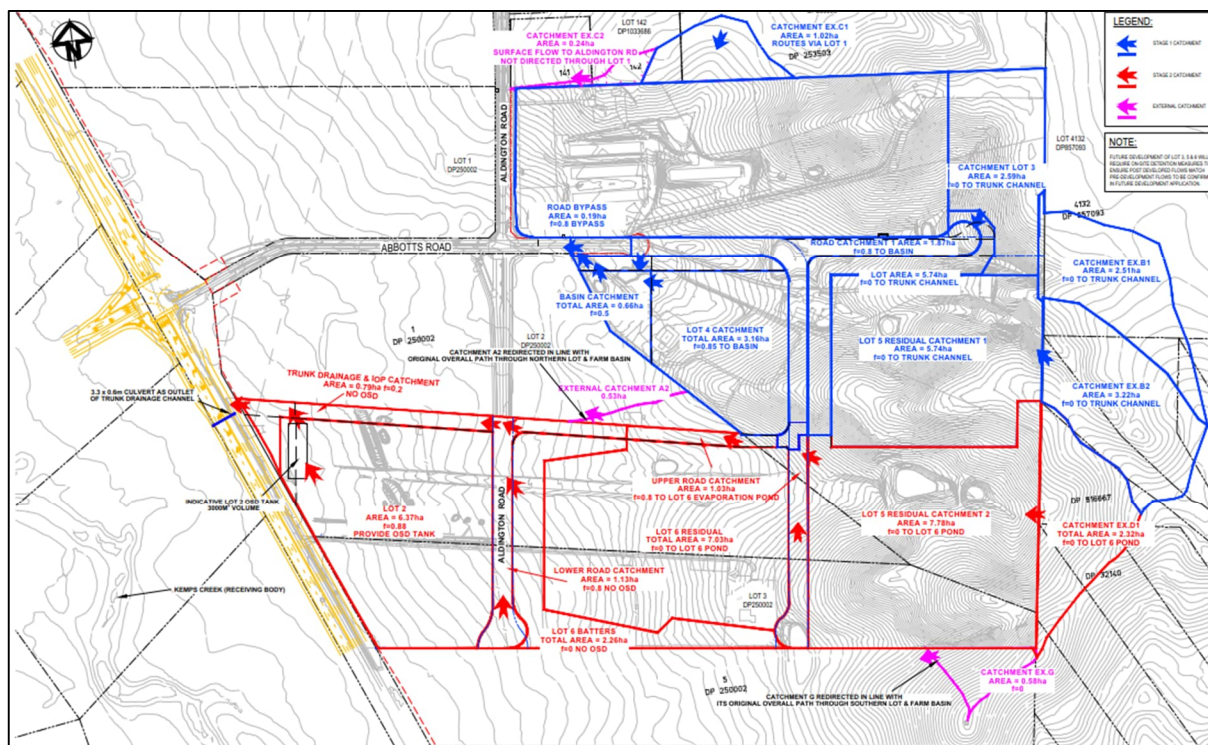 LOT 142
DP1033686
CATCHMENT EX.C2
AREA = 0.24ha
SURFACE FLOW TO ALDINGTON RD
NOT DIRECTED THROUGH LOT 1
141
142
CATCHMENT EX.C1
AREA = 1.02ha
ROUTES VIA LOT 1
DP 253503
LEGEND:
STAGE 1 CATCHMENT
STAGE 2 CATCHMENT
EXTERNAL CATCHMENT
NOTE:
FUTURE DEVELOPMENT OF LOT 3, 5 & 6 WILL
REQUIRE ON-SITE DETENTION MEASURES TO
ENSURE POST DEVELOPED FLOWS MATCH
PRE-DEVELOPMENT FLOWS TO BE CONFIRMED
IN FUTURE DEVELOPMENT APPLICATION.
ALDINGTON ROAD
LOT 1
DP250002
LOT 4132
DP857093
CATCHMENT LOT 3
AREA = 2.59ha
f=0 TO TRUNK CHANNEL
4132
DP 857093
ROAD BYPASS
AREA = 0.19ha
f=0.8 BYPASS
ABBOTTS ROAD
ROAD CATCHMENT 1 AREA = 1.87ha
f=0.8 TO BASIN
LOT AREA = 5.74ha
f=0 TO TRUNK CHANNEL
CATCHMENT EX.B1
AREA = 2.51ha
f=0 TO TRUNK CHANNEL
BASIN CATCHMENT
TOTAL AREA = 0.66ha
f=0.5
LOT 4 CATCHMENT
TOTAL AREA = 3.16ha
f=0.85 TO BASIN
LOT 5 RESIDUAL CATCHMENT 1
AREA = 5.74ha
f=0 TO TRUNK CHANNEL
1
DP 250002
LOT 2
DP250002
CATCHMENT A2 REDIRECTED IN LINE WITH
ORIGINAL OVERALL PATH THROUGH NORTHERN LOT & FARM BASIN
TRUNK DRAINAGE & IOP CATCHMENT
AREA = 0.79ha f=0.2
NO OSD
EXTERNAL CATCHMENT A2
0.53ha
CATCHMENT EX.B2
AREA = 3.22ha
f=0 TO TRUNK CHANNEL
3.3 x 0.6m CULVERT AS OUTLET
OF TRUNK DRAINAGE CHANNEL
INDICATIVE LOT 3 OSD TANK
3000M³ VOLUME
UPPER ROAD CATCHMENT
AREA = 1.03ha
f=0.8 TO LOT 6 EVAPORATION POND
LOT 2
AREA = 6.37ha
f=0.88
PROVIDE OSD TANK
ALDINGTON ROAD
LOT 6 RESIDUAL
TOTAL AREA = 7.03ha
f=0 TO LOT 6 POND
LOT 5 RESIDUAL CATCHMENT 2
AREA = 7.78ha
f=0 TO LOT 6 POND
DP 816667
CATCHMENT EX.D1
TOTAL AREA = 2.32ha
f=0 TO LOT 6 POND
DP 32140
LOWER ROAD CATCHMENT
AREA = 1.13ha
f=0.8 NO OSD
KEMPS CREEK (RECEIVING BODY)
LOT 3
DP250002
LOT 6 BATTERS
TOTAL AREA = 2.26ha
f=0 NO OSD
5
DP 250002
CATCHMENT G REDIRECTED IN LINE WITH
ITS ORIGINAL OVERALL PATH THROUGH SOUTHERN LOT & FARM BASIN
CATCHMENT EX.G
AREA = 0.58ha
f=0